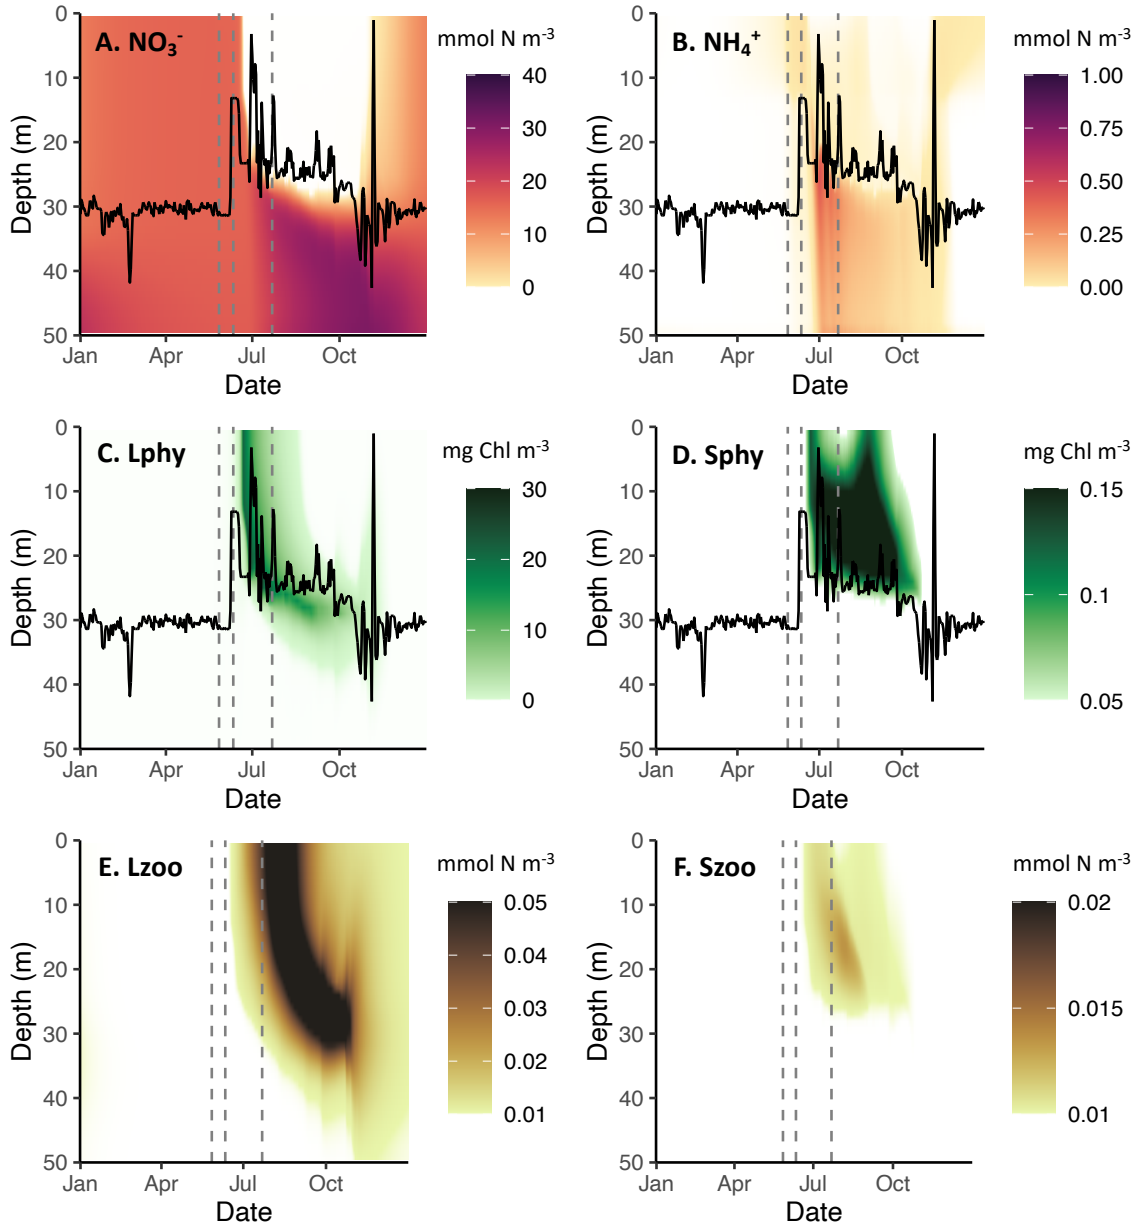 A. NO₃⁻
mmol N m⁻³
0
10
20
30
40
50
Depth (m)
Jan
Apr
Jul
Oct
Date
40
30
20
10
0
B. NH₄⁺
mmol N m⁻³
0
10
20
30
40
50
Depth (m)
Jan
Apr
Jul
Oct
Date
1.00
0.75
0.50
0.25
0.00
C. Lphy
mg Chl m⁻³
0
10
20
30
40
50
Depth (m)
Jan
Apr
Jul
Oct
Date
30
20
10
0
D. Sphy
mg Chl m⁻³
0
10
20
30
40
50
Depth (m)
Jan
Apr
Jul
Oct
Date
0.15
0.1
0.05
E. Lzoo
mmol N m⁻³
0
10
20
30
40
50
Depth (m)
Jan
Apr
Jul
Oct
Date
0.05
0.04
0.03
0.02
0.01
F. Szoo
mmol N m⁻³
0
10
20
30
40
50
Depth (m)
Jan
Apr
Jul
Oct
Date
0.02
0.015
0.01